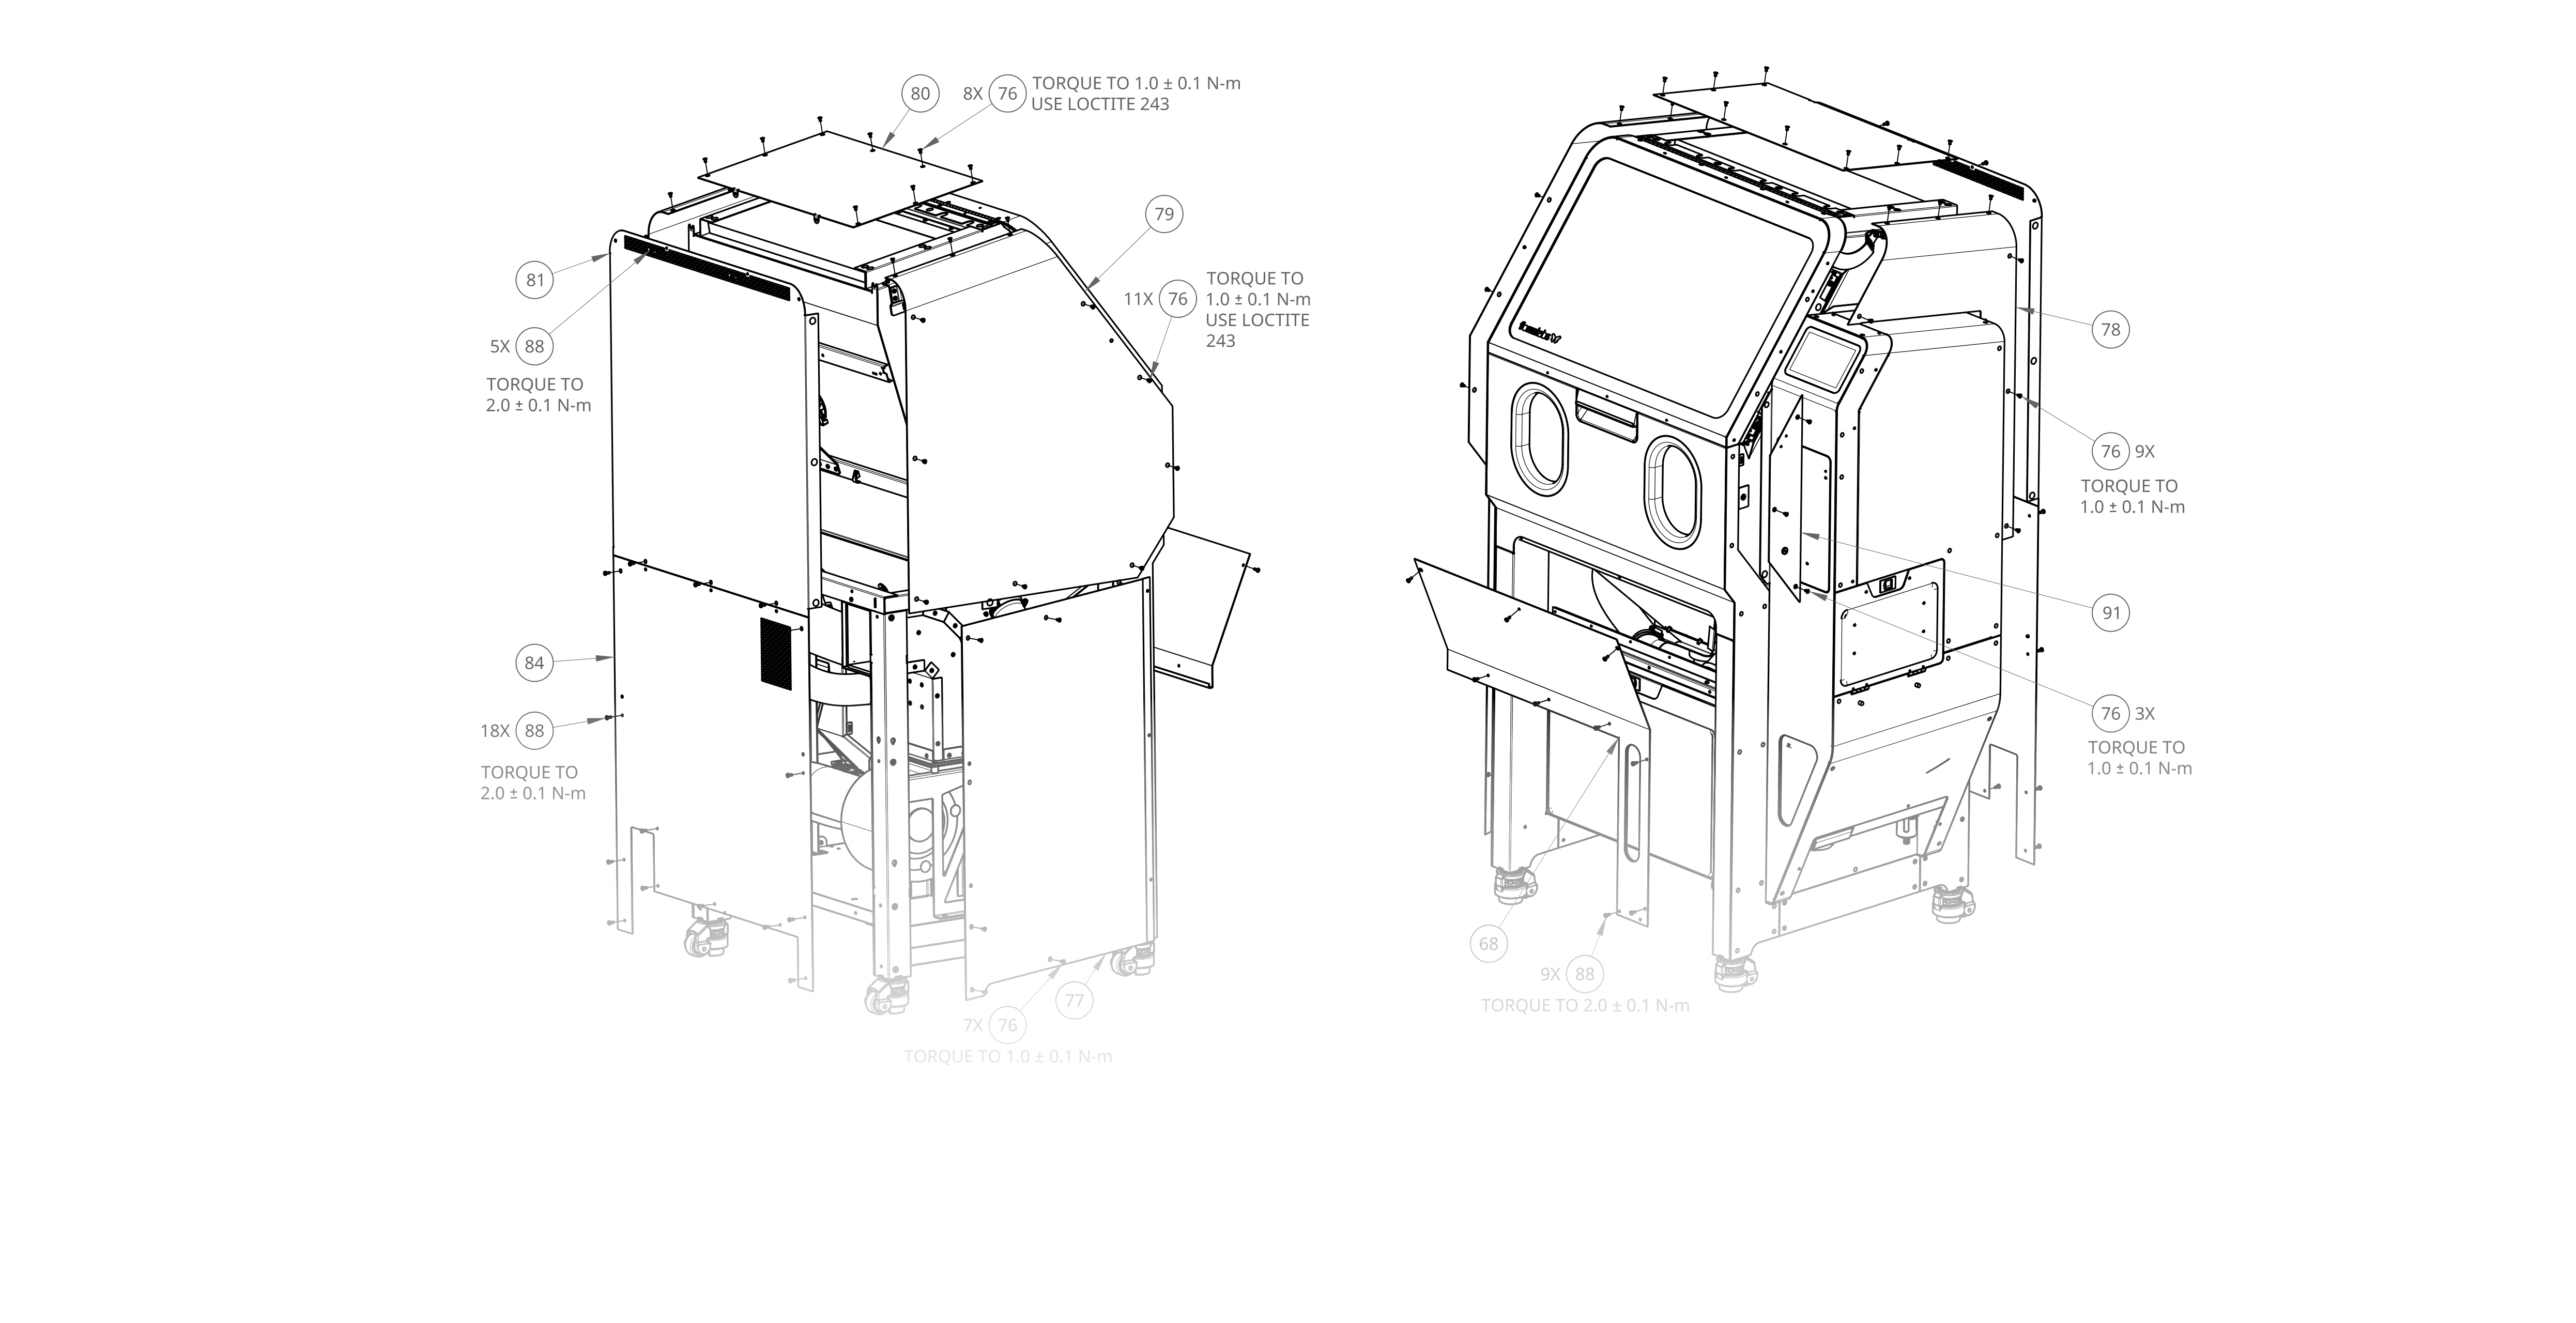 80
8X 76 TORQUE TO 1.0 ± 0.1 N-m
USE LOCTITE 243
79
81
11X 76
TORQUE TO
1.0 ± 0.1 N-m
USE LOCTITE
243
5X 88
TORQUE TO
2.0 ± 0.1 N-m
84
18X 88
TORQUE TO
2.0 ± 0.1 N-m
77
7X 76
TORQUE TO 1.0 ± 0.1 N-m
formlabs
78
76 9X
TORQUE TO
1.0 ± 0.1 N-m
91
76 3X
TORQUE TO
1.0 ± 0.1 N-m
68
9X 88
TORQUE TO 2.0 ± 0.1 N-m